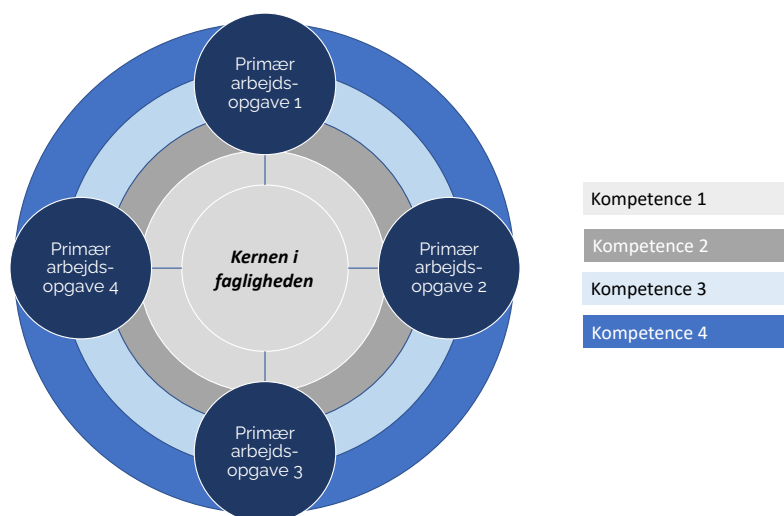 Primær
arbejds-
opgave 1
Primær
arbejds-
opgave 4
Kernen i
fagligheden
Primær
arbejds-
opgave 2
Primær
arbejds-
opgave 3
Kompetence 1
Kompetence 2
Kompetence 3
Kompetence 4